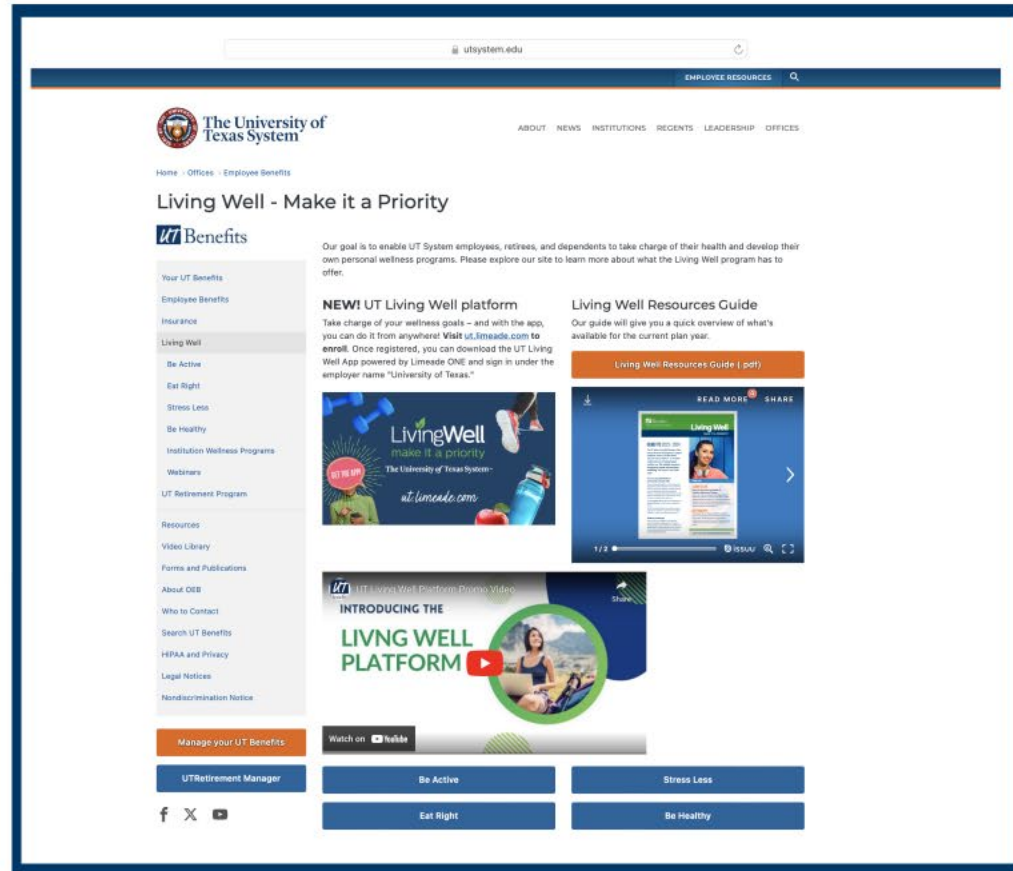 utsystem.edu
EMPLOYEE RESOURCES
The University of
Texas System
ABOUT NEWS INSTITUTIONS REGENTS LEADERSHIP OFFICES
Home › Offices › Employee Benefits
Living Well - Make it a Priority
UT Benefits
Your UT Benefits
Employee Benefits
Insurance
Living Well
Be Active
Eat Right
Stress Less
Be Healthy
Institution Wellness Programs
Webinars
UT Retirement Program
Resources
Video Library
Forms and Publications
About OEB
Who to Contact
Search UT Benefits
HIPAA and Privacy
Legal Notices
Nondiscrimination Notice
Manage your UT Benefits
UTRetirement Manager
Our goal is to enable UT System employees, retirees, and dependents to take charge of their health and develop their
own personal wellness programs. Please explore our site to learn more about what the Living Well program has to
offer.
NEW! UT Living Well platform
Take charge of your wellness goals – and with the app,
you can do it from anywhere! Visit ut.limeade.com to
enroll. Once registered, you can download the UT Living
Well App powered by Limeade ONE and sign in under the
employer name "University of Texas."
LivingWell
make it a priority
GET THE APP!
The University of Texas System
ut.limeade.com
Living Well Resources Guide
Our guide will give you a quick overview of what's
available for the current plan year.
Living Well Resources Guide (.pdf)
READ MORE SHARE
Living Well
1/2
issuu
UT
UT Living Well Platform Promo Video
Share
INTRODUCING THE
LIVNG WELL
PLATFORM
Watch on YouTube
Be Active
Stress Less
Eat Right
Be Healthy